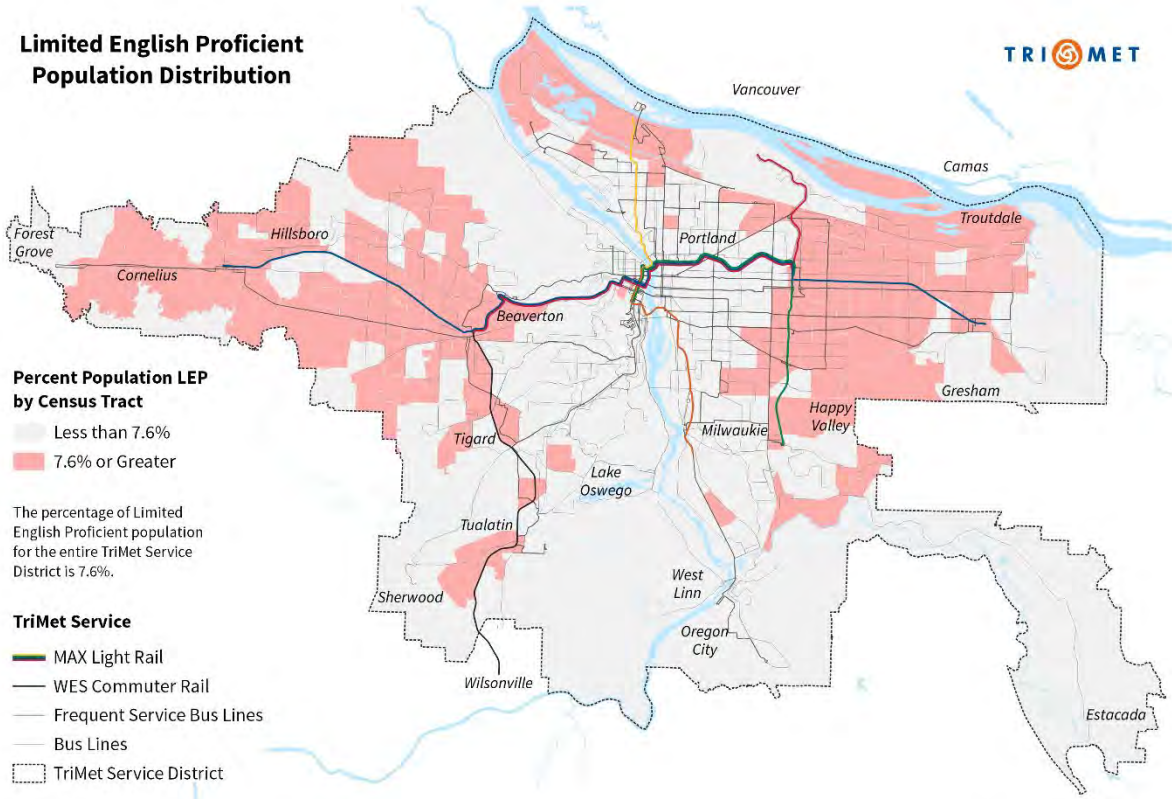 Limited English Proficient
Population Distribution
TRI MET
Vancouver
Camas
Troutdale
Forest
Grove
Hillsboro
Portland
Cornelius
Beaverton
Percent Population LEP
by Census Tract
Less than 7.6%
7.6% or Greater
Gresham
Happy
Valley
Milwaukie
Tigard
Lake
Oswego
The percentage of Limited
English Proficient population
for the entire TriMet Service
District is 7.6%.
Tualatin
Sherwood
West
Linn
Oregon
City
TriMet Service
MAX Light Rail
WES Commuter Rail
Frequent Service Bus Lines
Bus Lines
TriMet Service District
Wilsonville
Estacada